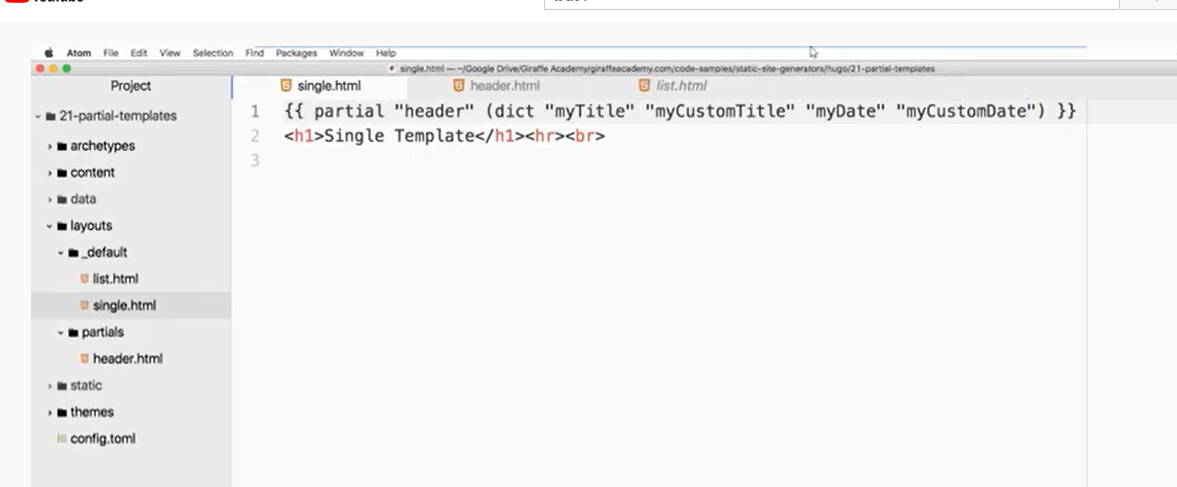 Atom File Edit View Selection Find Packages Window Help
single.html — ~/Google Drive/Giraffe Academy/giraffeacademy.com/code-samples/static-site-generators/hugo/21-partial-templates
Project
single.html header.html list.html
21-partial-templates
archetypes
content
data
layouts
_default
list.html
single.html
partials
header.html
static
themes
config.toml
1 {{ partial "header" (dict "myTitle" "myCustomTitle" "myDate" "myCustomDate") }}
2 <h1>Single Template</h1><hr><br>
3